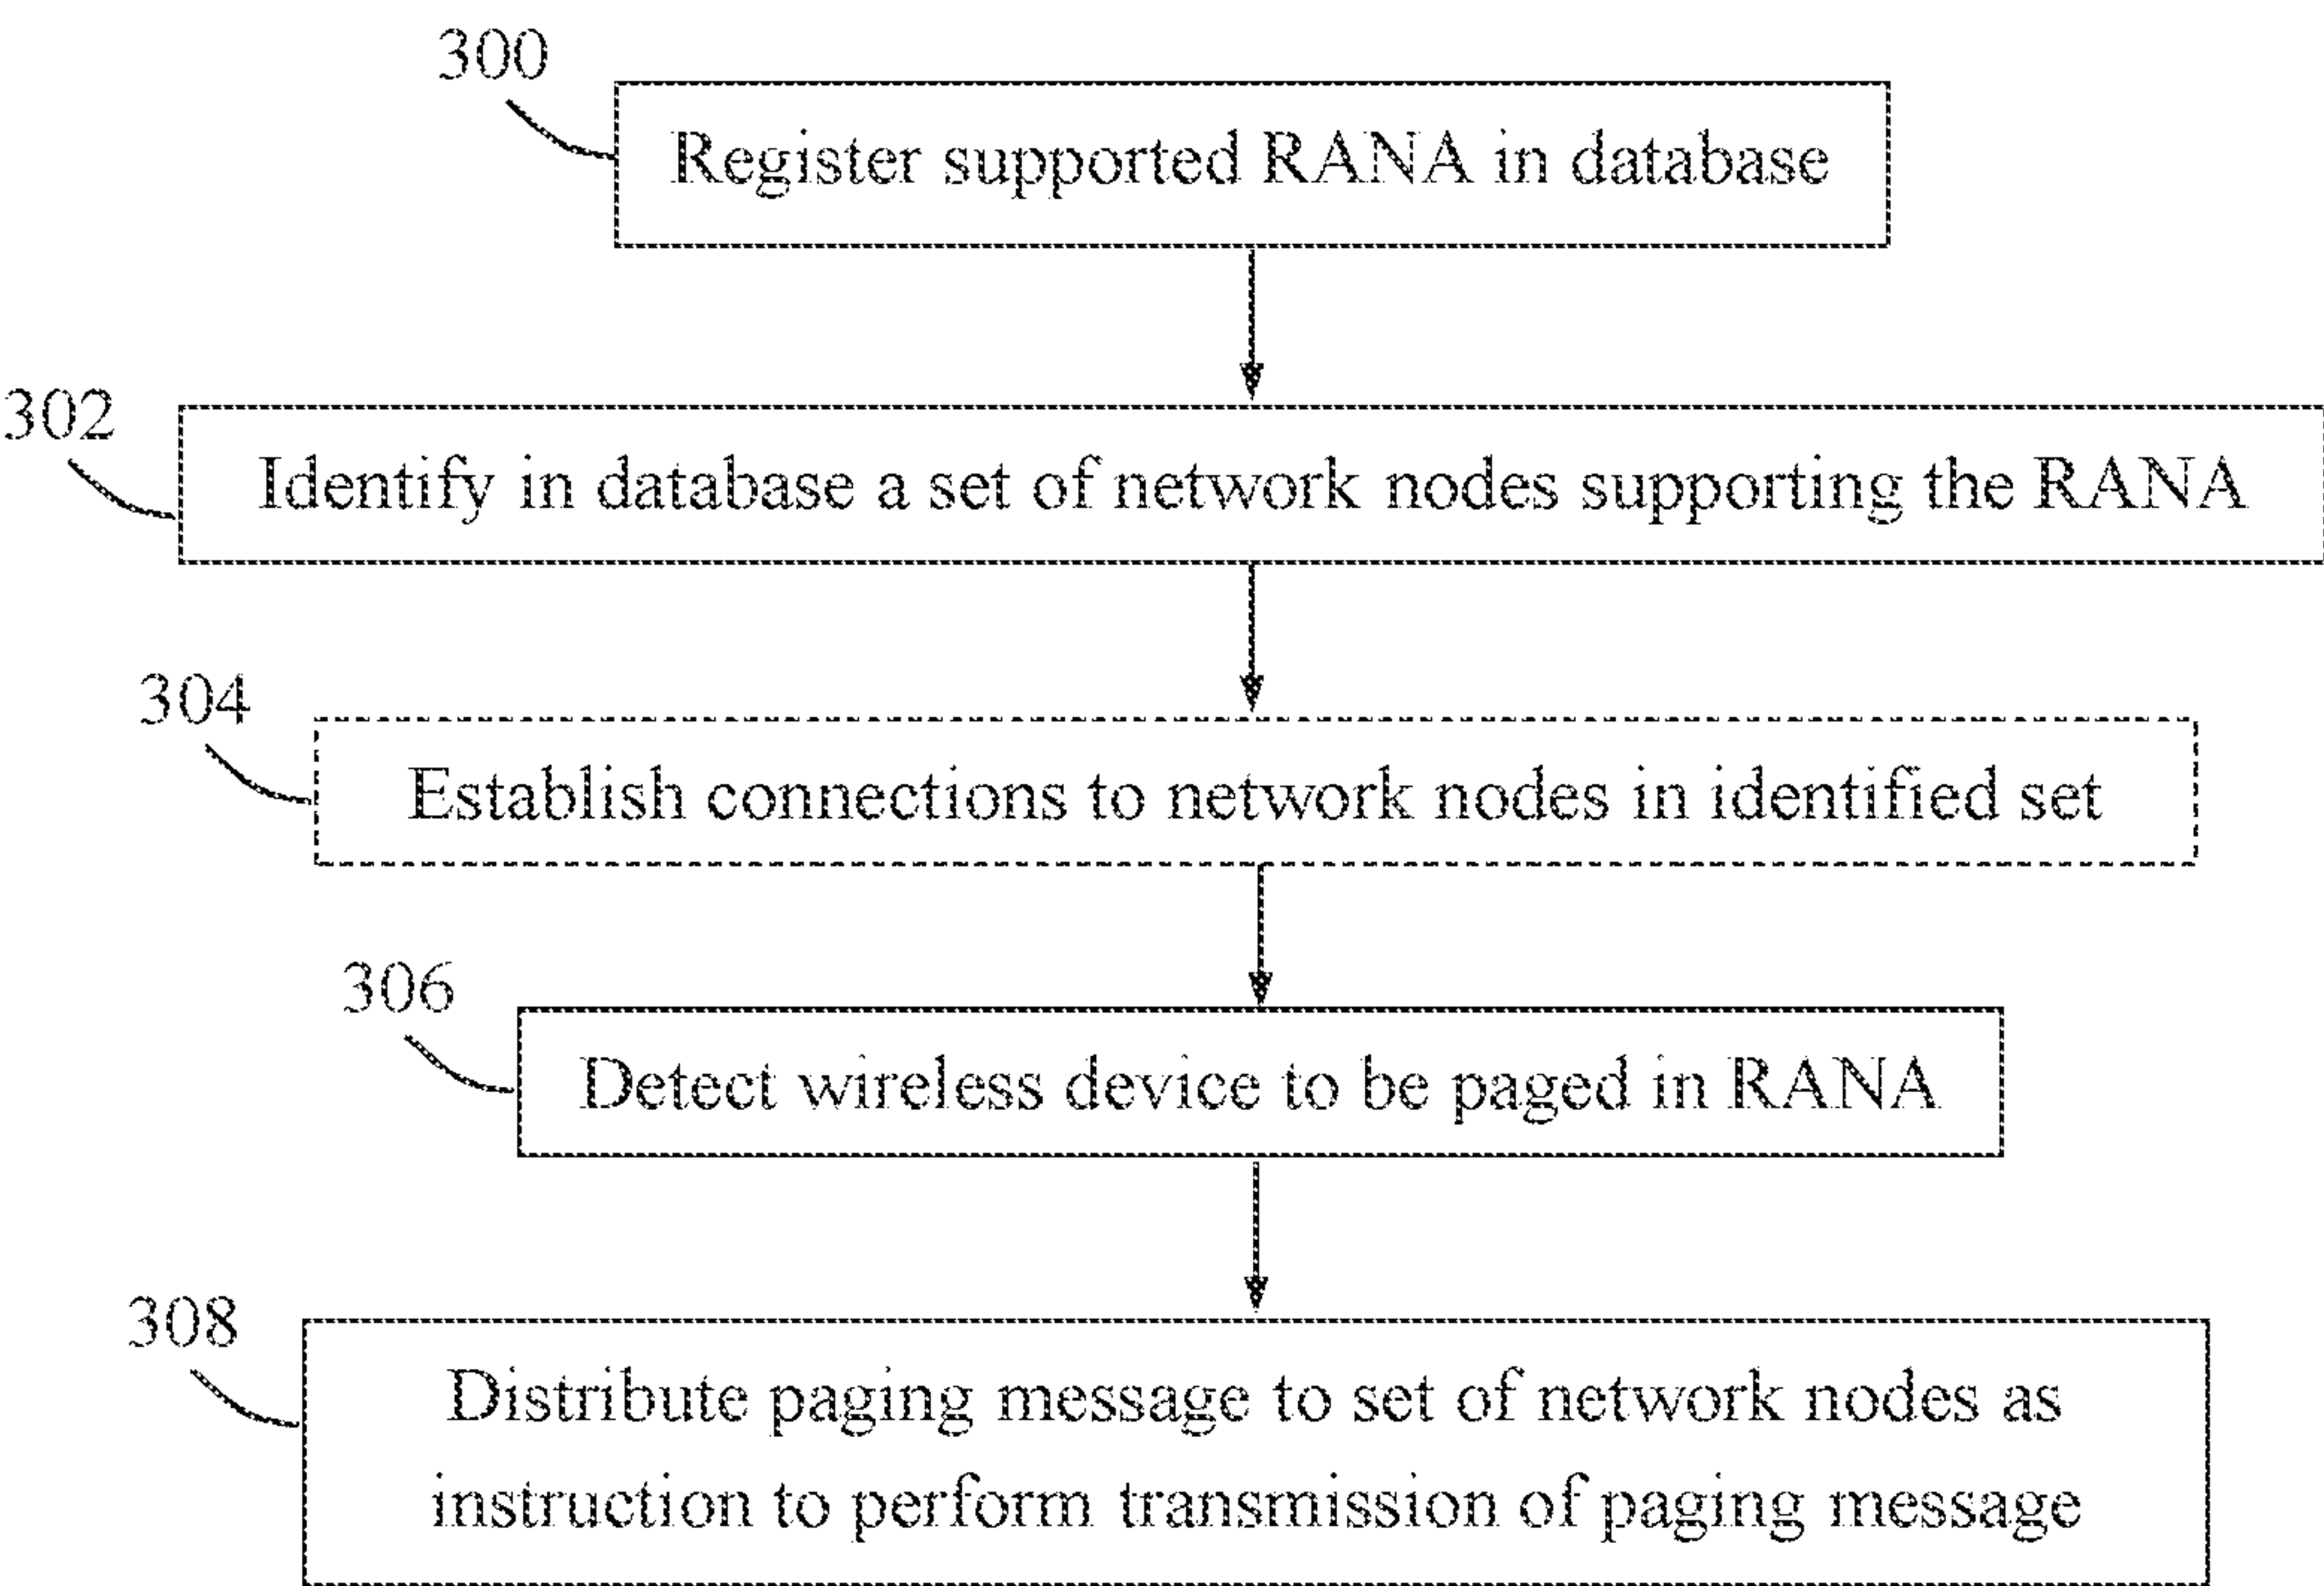 300
Register supported RANA in database
302
Identify in database a set of network nodes supporting the RANA
304
Establish connections to network nodes in identified set
306
Detect wireless device to be paged in RANA
308
Distribute paging message to set of network nodes as
instruction to perform transmission of paging message